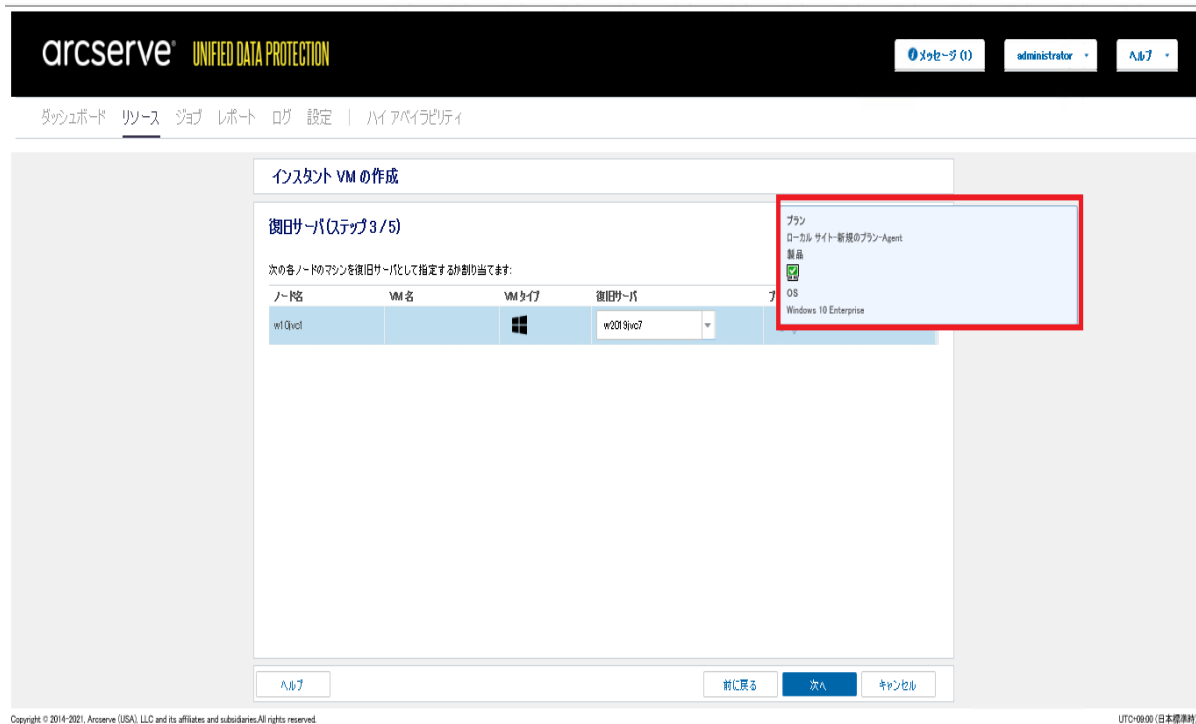 arcserve® UNIFIED DATA PROTECTION
メッセージ (1)
administrator
ヘルプ
ダッシュボード リソース ジョブ レポート ログ 設定 | ハイ アベイラビリティ
インスタント VM の作成
復旧サーバ (ステップ 3 / 5)
次の各ノードのマシンを復旧サーバとして指定するか割り当てます:
ノード名 VM 名 VM タイプ 復旧サーバ
w10jvc1 w2019jvc7
プラン
ローカル サイト-新規のプラン-Agent
製品
OS
Windows 10 Enterprise
ヘルプ 前に戻る 次へ キャンセル
Copyright © 2014-2021, Arcserve (USA), LLC and its affiliates and subsidiaries.All rights reserved.
UTC+09:00 (日本標準時